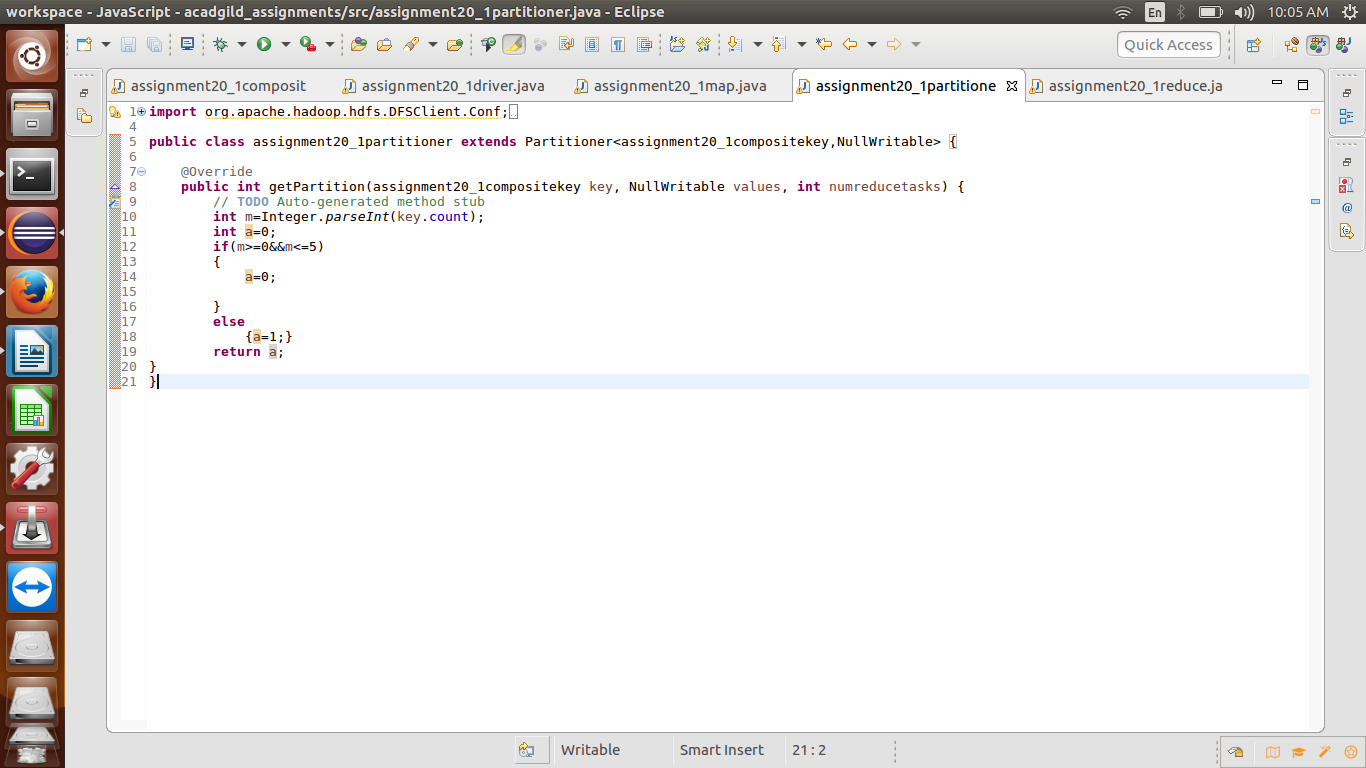 workspace - JavaScript - acadgild_assignments/src/assignment20_1partitioner.java - Eclipse
En
10:05 AM
Quick Access
assignment20_1composit
assignment20_1driver.java
assignment20_1map.java
assignment20_1partitione
assignment20_1reduce.ja
1 import org.apache.hadoop.hdfs.DFSClient.Conf;
4
5 public class assignment20_1partitioner extends Partitioner<assignment20_1compositekey,NullWritable> {
6
7 @Override
8 public int getPartition(assignment20_1compositekey key, NullWritable values, int numreducetasks) {
9 // TODO Auto-generated method stub
10 int m=Integer.parseInt(key.count);
11 int a=0;
12 if(m>=0&&m<=5)
13 {
14 a=0;
15
16 }
17 else
18 {a=1;}
19 return a;
20 }
21 }
Writable
Smart Insert
21 : 2